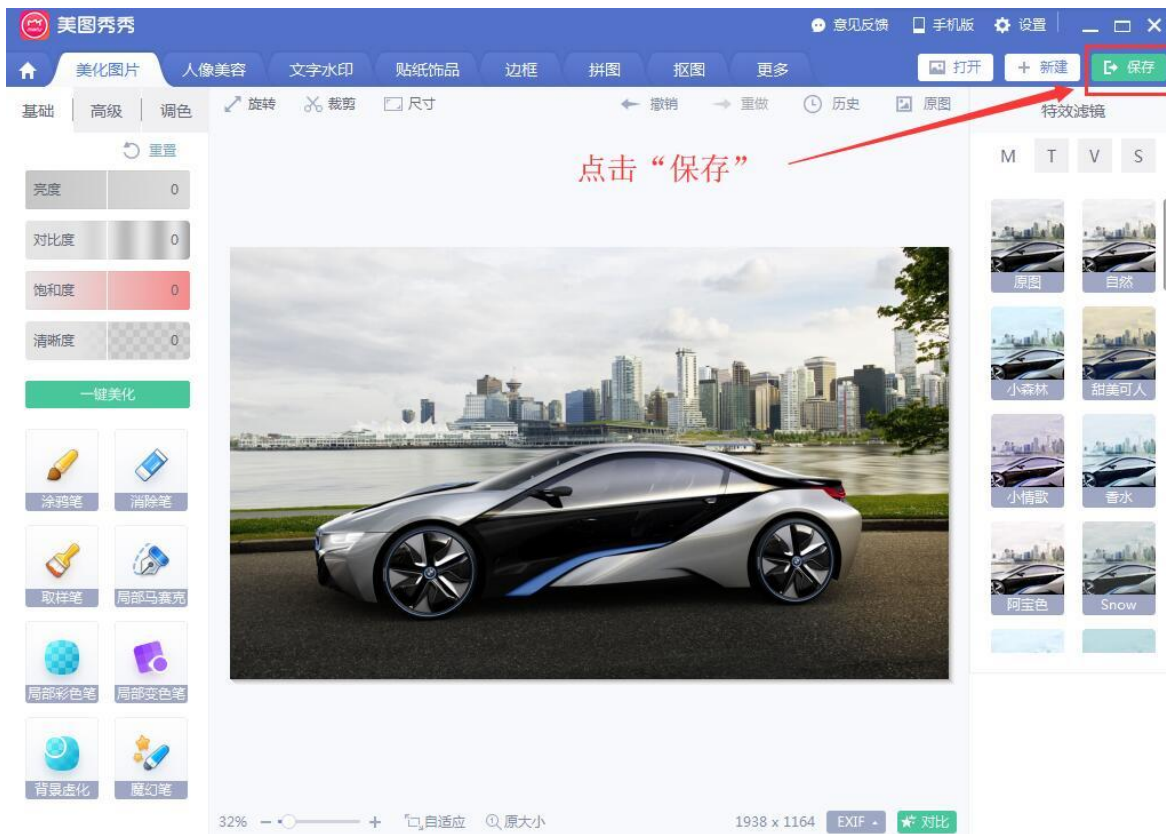 美图秀秀
意见反馈 手机版 设置
美化图片 人像美容 文字水印 贴纸饰品 边框 拼图 抠图 更多 打开 新建 保存
基础 高级 调色 旋转 裁剪 尺寸 撤销 重做 历史 原图 特效滤镜
重置
点击“保存”
M T V S
亮度 0
对比度 0
饱和度 0
清晰度 0
一键美化
原图 自然
小森林 甜美可人
小情歌 香水
阿宝色 Snow
涂鸦笔 消除笔
取样笔 局部马赛克
局部彩色笔 局部变色笔
背景虚化 魔幻笔
32% 自适应 原大小 1938 x 1164 EXIF 对比